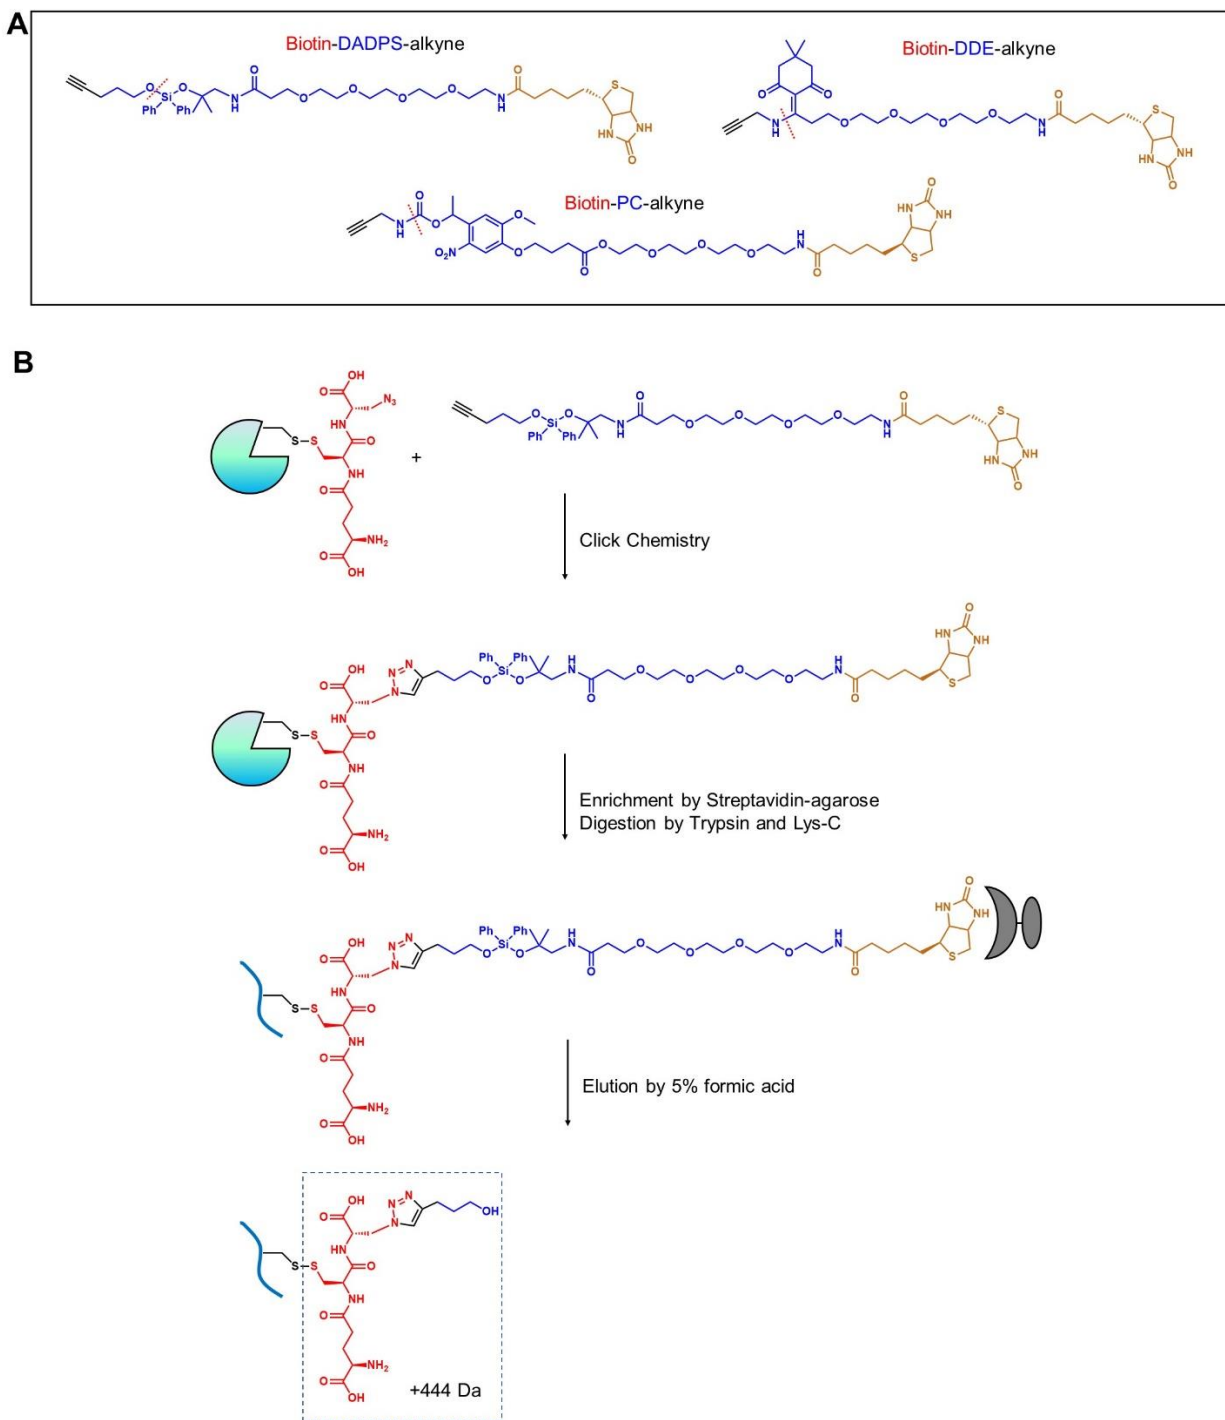 A
Biotin-DADPS-alkyne
Biotin-DDE-alkyne
Biotin-PC-alkyne
B
+
Click Chemistry
Enrichment by Streptavidin-agarose
Digestion by Trypsin and Lys-C
Elution by 5% formic acid
+444 Da